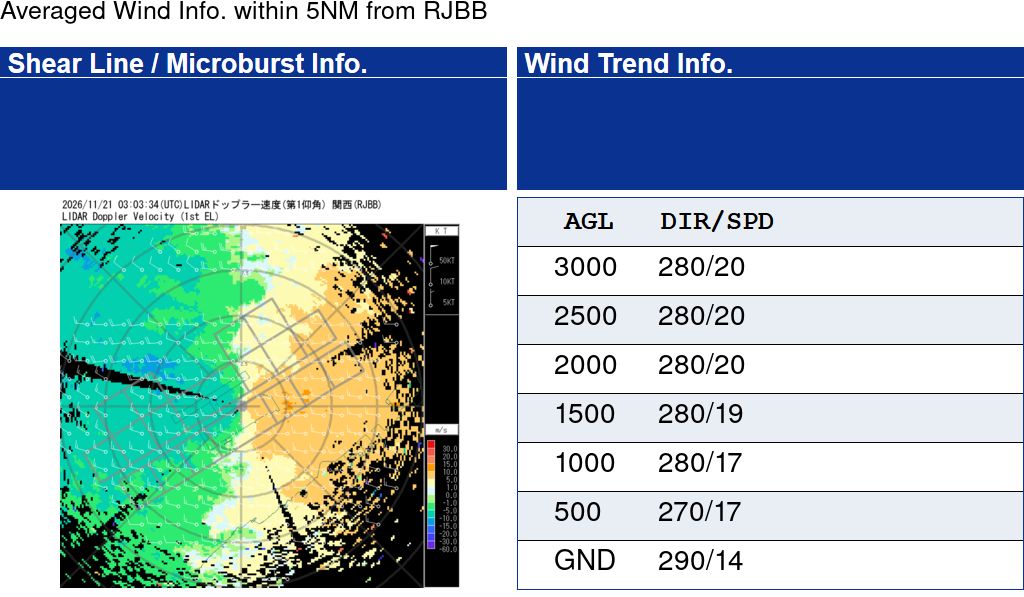 Averaged Wind Info. within 5NM from RJBB
Shear Line / Microburst Info.
Wind Trend Info.
2026/11/21 03:03:34(UTC)LIDARドップラー速度(第1仰角) 関西(RJBB)
LIDAR Doppler Velocity (1st EL)
KT
50KT
10KT
5KT
m/s
30.0
20.0
15.0
10.0
5.0
1.0
0.0
-1.0
-5.0
-10.0
-15.0
-20.0
-30.0
-60.0
AGL DIR/SPD
3000 280/20
2500 280/20
2000 280/20
1500 280/19
1000 280/17
500 270/17
GND 290/14